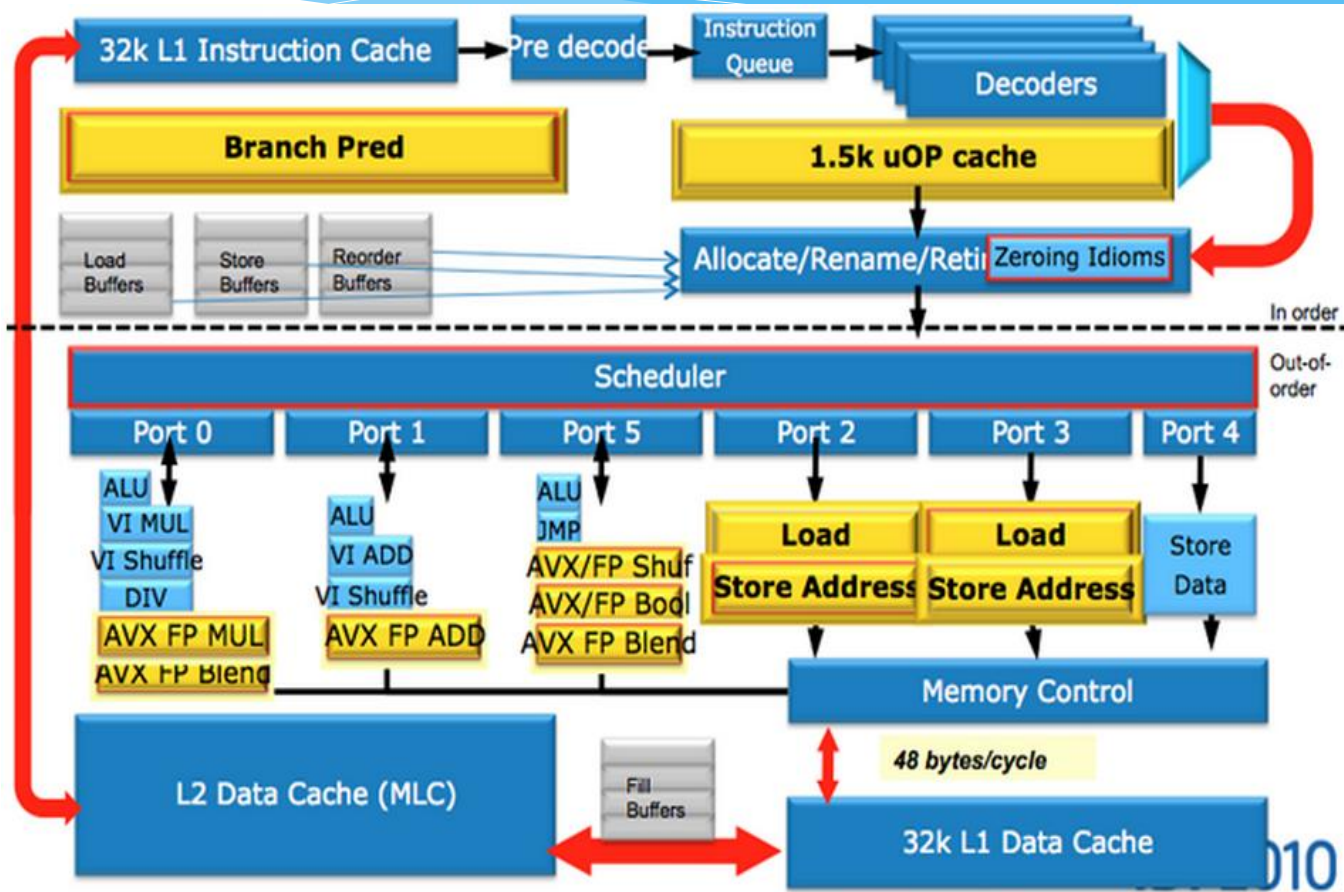 32k L1 Instruction Cache
Pre decode
Instruction
Queue
Decoders
Branch Pred
1.5k uOP cache
Load
Buffers
Store
Buffers
Reorder
Buffers
Allocate/Rename/Reti
Zeroing Idioms
In order
Out-of-
order
Scheduler
Port 0
Port 1
Port 5
Port 2
Port 3
Port 4
ALU
VI MUL
VI Shuffle
DIV
AVX FP MUL
AVX FP Blend
ALU
VI ADD
VI Shuffle
AVX FP ADD
ALU
JMP
AVX/FP Shuf
AVX/FP Bool
AVX FP Blend
Load
Store Address
Load
Store Address
Store
Data
Memory Control
48 bytes/cycle
L2 Data Cache (MLC)
Fill
Buffers
32k L1 Data Cache
010